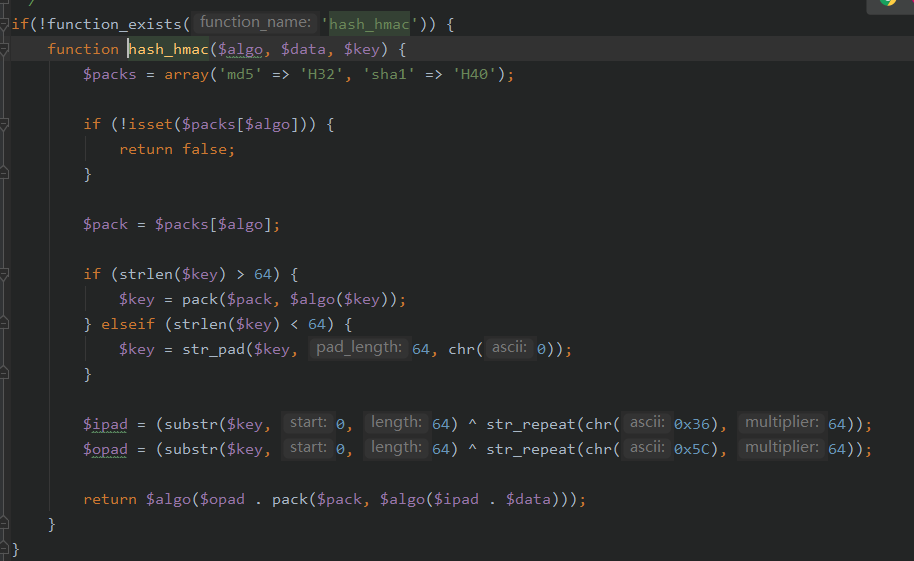 /
if(!function_exists( function_name: 'hash_hmac')) {
    function hash_hmac($algo, $data, $key) {
        $packs = array('md5' => 'H32', 'sha1' => 'H40');

        if (!isset($packs[$algo])) {
            return false;
        }

        $pack = $packs[$algo];

        if (strlen($key) > 64) {
            $key = pack($pack, $algo($key));
        } elseif (strlen($key) < 64) {
            $key = str_pad($key, pad_length: 64, chr( ascii: 0));
        }

        $ipad = (substr($key, start: 0, length: 64) ^ str_repeat(chr( ascii: 0x36), multiplier: 64));
        $opad = (substr($key, start: 0, length: 64) ^ str_repeat(chr( ascii: 0x5C), multiplier: 64));

        return $algo($opad . pack($pack, $algo($ipad . $data)));
    }
}